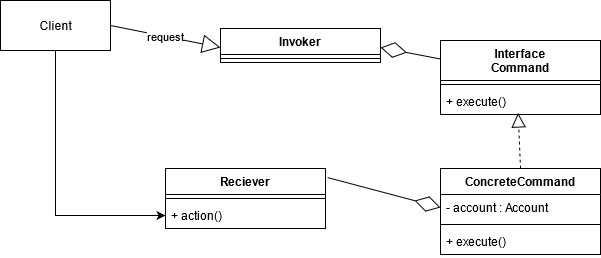 Client
request
Invoker
Interface
Command
+ execute()
Reciever
+ action()
ConcreteCommand
- account : Account
+ execute()